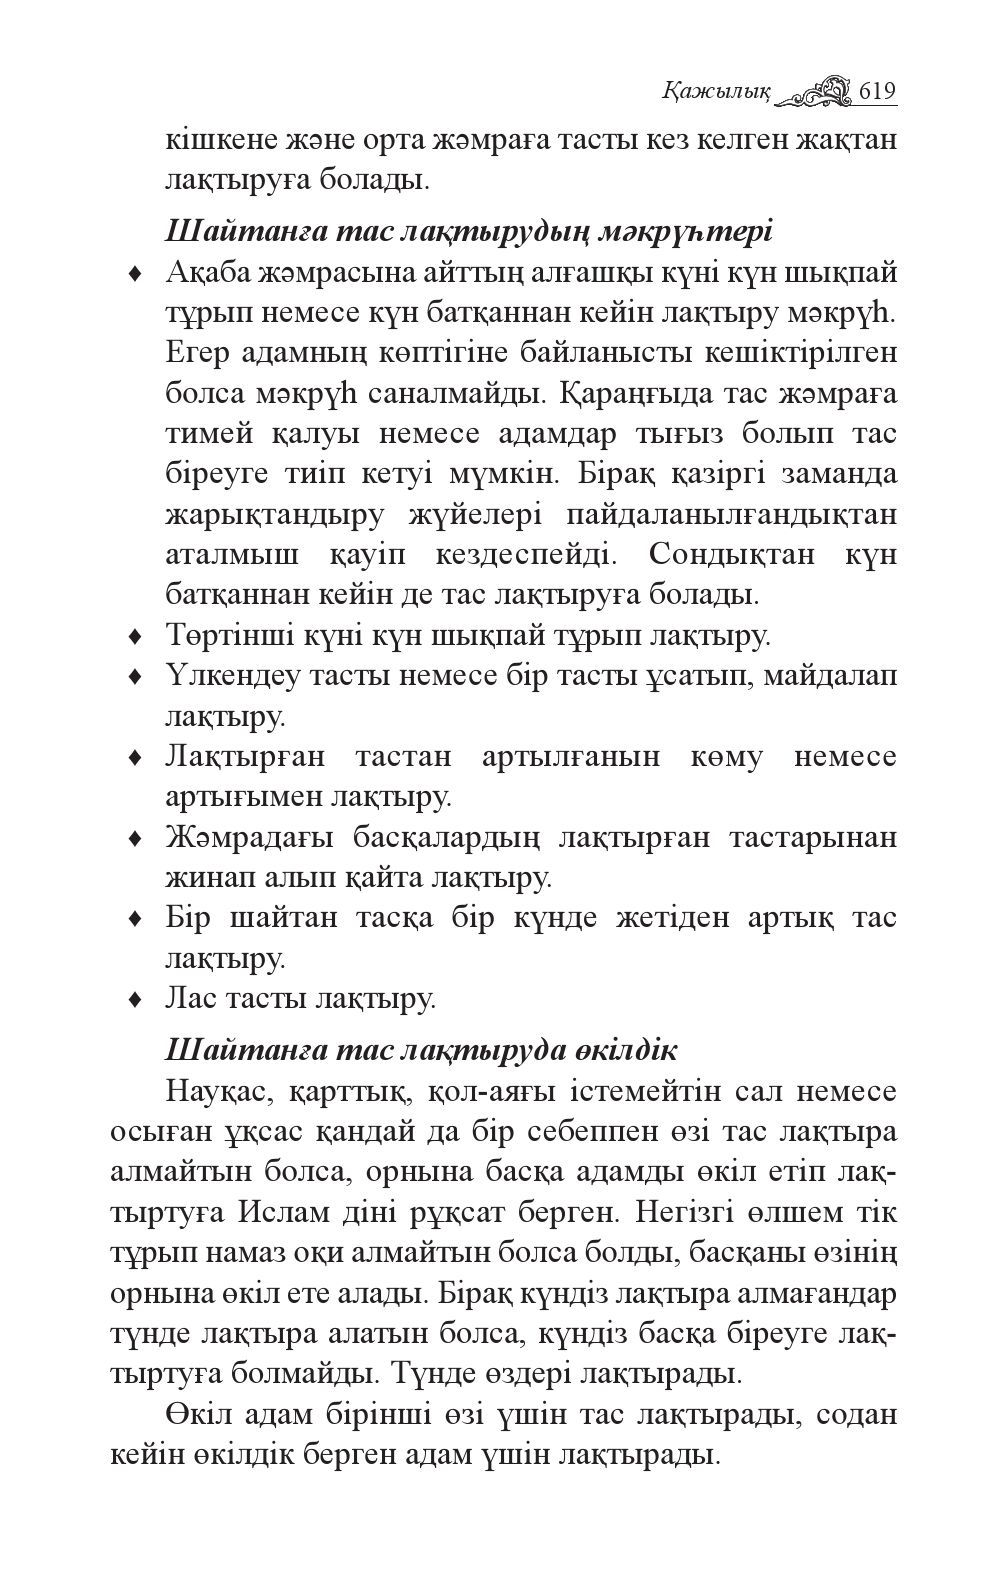 Қажылық 619
кішкене және орта жәмраға тасты кез келген жақтан
лақтыруға болады.
Шайтанға тас лақтырудың мәкрүһтері
♦ Ақаба жәмрасына айттың алғашқы күні күн шықпай
тұрып немесе күн батқаннан кейін лақтыру мәкрүһ.
Егер адамның көптігіне байланысты кешіктірілген
болса мәкрүһ саналмайды. Қараңғыда тас жәмраға
тимей қалуы немесе адамдар тығыз болып тас
біреуге тиіп кетуі мүмкін. Бірақ қазіргі заманда
жарықтандыру жүйелері пайдаланылғандықтан
аталмыш қауіп кездеспейді. Сондықтан күн
батқаннан кейін де тас лақтыруға болады.
♦ Төртінші күні күн шықпай тұрып лақтыру.
♦ Үлкендеу тасты немесе бір тасты ұсатып, майдалап
лақтыру.
♦ Лақтырған тастан артылғанын көму немесе
артығымен лақтыру.
♦ Жәмрадағы басқалардың лақтырған тастарынан
жинап алып қайта лақтыру.
♦ Бір шайтан тасқа бір күнде жетіден артық тас
лақтыру.
♦ Лас тасты лақтыру.
Шайтанға тас лақтыруда өкілдік
Науқас, қарттық, қол-аяғы істемейтін сал немесе
осыған ұқсас қандай да бір себеппен өзі тас лақтыра
алмайтын болса, орнына басқа адамды өкіл етіп лақ-
тыртуға Ислам діні рұқсат берген. Негізгі өлшем тік
тұрып намаз оқи алмайтын болса болды, басқаны өзінің
орнына өкіл ете алады. Бірақ күндіз лақтыра алмағандар
түнде лақтыра алатын болса, күндіз басқа біреуге лақ-
тыртуға болмайды. Түнде өздері лақтырады.
Өкіл адам бірінші өзі үшін тас лақтырады, содан
кейін өкілдік берген адам үшін лақтырады.